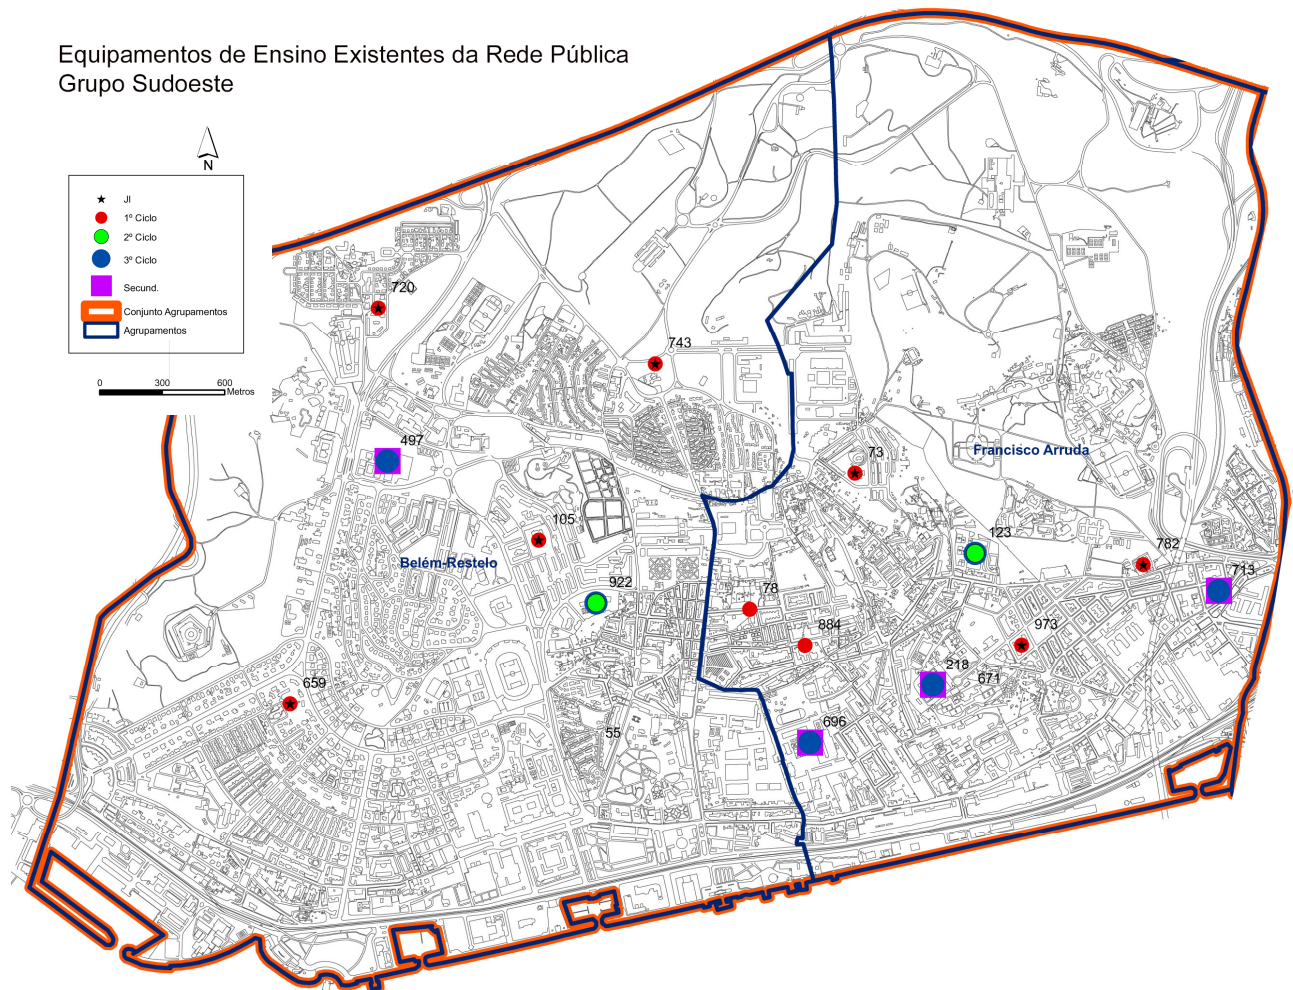 Equipamentos de Ensino Existentes da Rede Pública
Grupo Sudoeste
N
JI
1º Ciclo
2º Ciclo
3º Ciclo
Secund.
Conjunto Agrupamentos
Agrupamentos
0 300 600
Metros
720
743
497
73
Francisco Arruda
105
123
782
Belém-Restelo
922
78
713
884
973
218
671
659
696
55